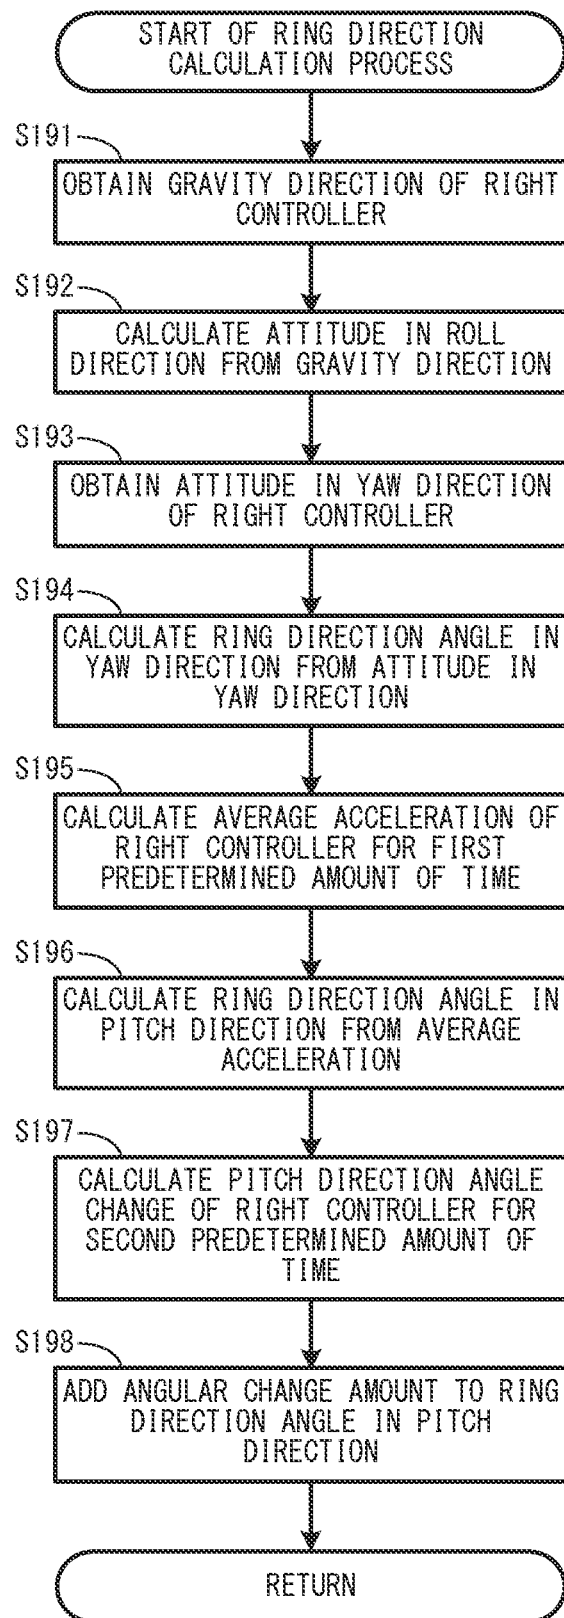 START OF RING DIRECTION
CALCULATION PROCESS
S191
OBTAIN GRAVITY DIRECTION OF RIGHT
CONTROLLER
S192
CALCULATE ATTITUDE IN ROLL
DIRECTION FROM GRAVITY DIRECTION
S193
OBTAIN ATTITUDE IN YAW DIRECTION
OF RIGHT CONTROLLER
S194
CALCULATE RING DIRECTION ANGLE IN
YAW DIRECTION FROM ATTITUDE IN
YAW DIRECTION
S195
CALCULATE AVERAGE ACCELERATION OF
RIGHT CONTROLLER FOR FIRST
PREDETERMINED AMOUNT OF TIME
S196
CALCULATE RING DIRECTION ANGLE IN
PITCH DIRECTION FROM AVERAGE
ACCELERATION
S197
CALCULATE PITCH DIRECTION ANGLE
CHANGE OF RIGHT CONTROLLER FOR
SECOND PREDETERMINED AMOUNT OF
TIME
S198
ADD ANGULAR CHANGE AMOUNT TO RING
DIRECTION ANGLE IN PITCH
DIRECTION
RETURN